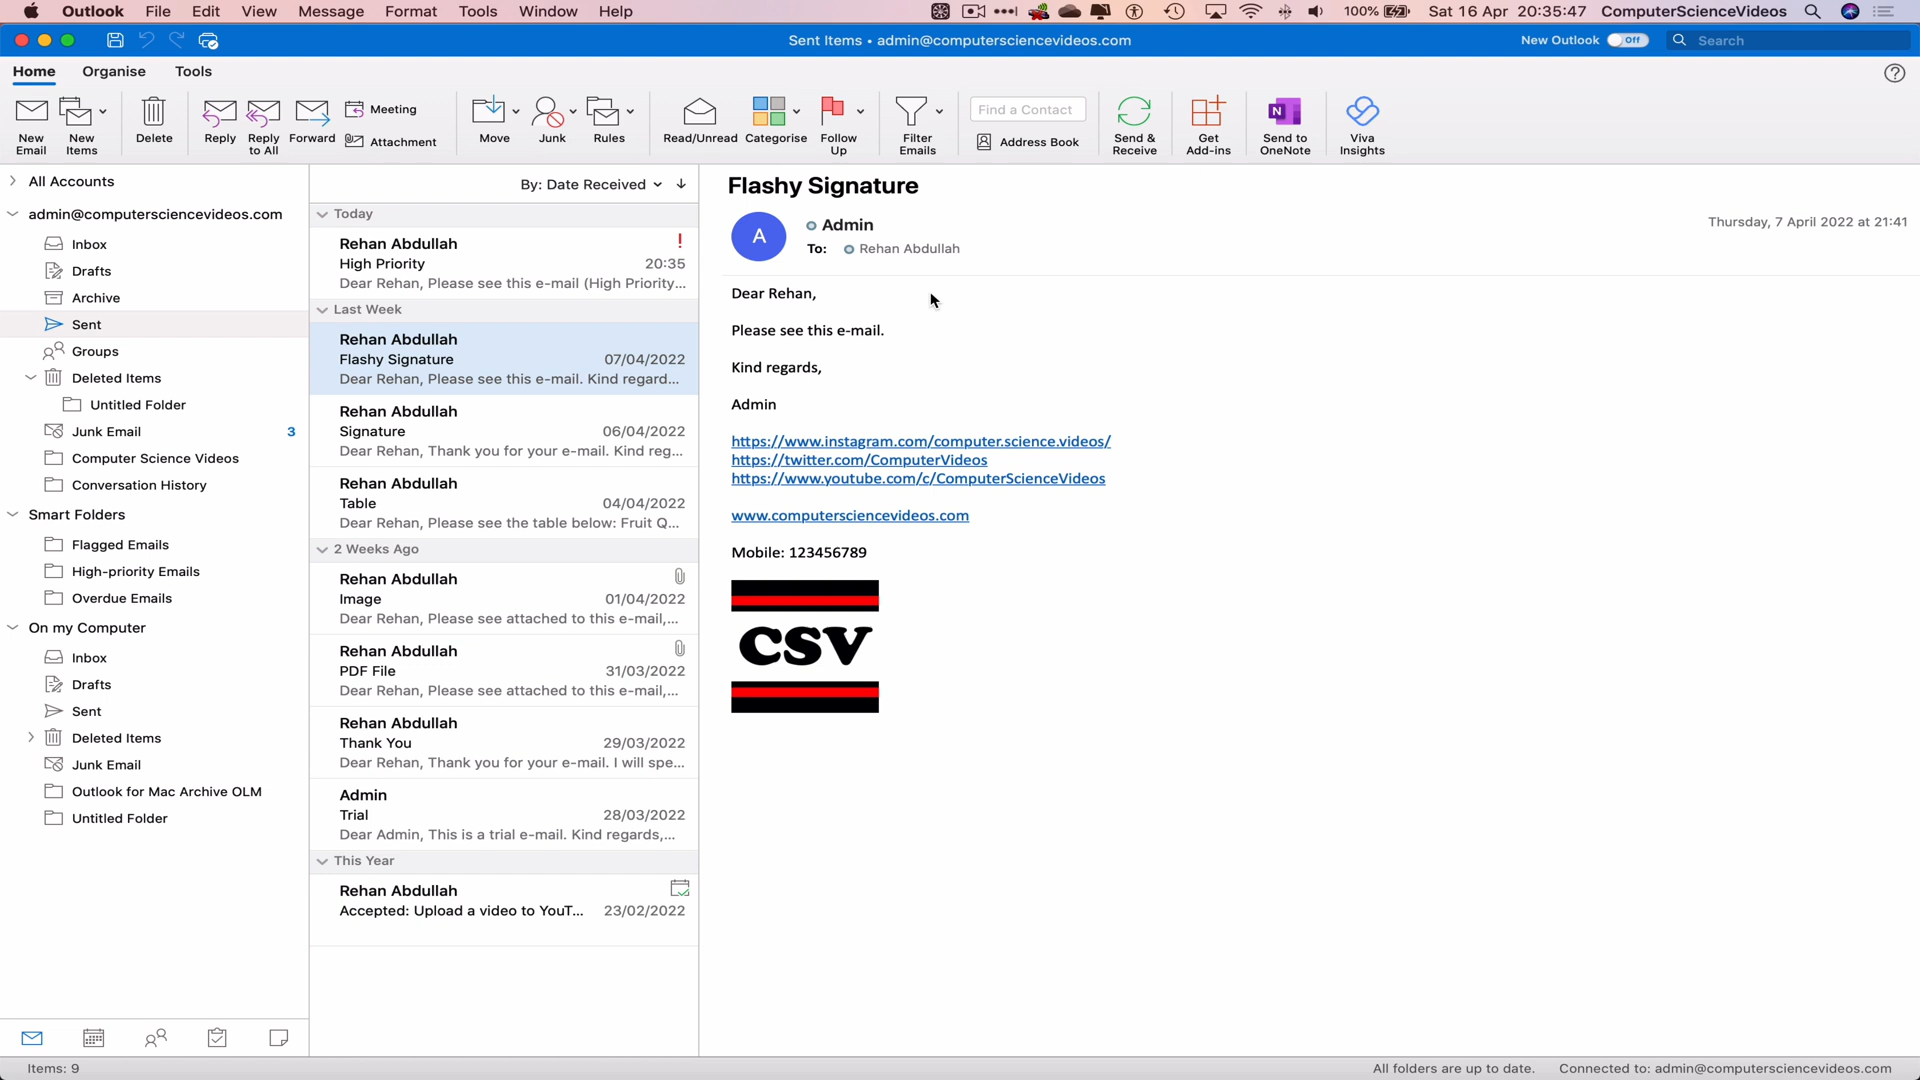 Outlook File Edit View Message Format Tools Window Help
100% Sat 16 Apr 20:35:47 ComputerScienceVideos
Sent Items • admin@computersciencevideos.com
New Outlook Off Search
Home Organise Tools
New Email
New Items
Delete
Reply
Reply to All
Forward
Meeting
Attachment
Move
Junk
Rules
Read/Unread
Categorise
Follow Up
Filter Emails
Find a Contact
Address Book
Send & Receive
Get Add-ins
Send to OneNote
Viva Insights
All Accounts
admin@computersciencevideos.com
Inbox
Drafts
Archive
Sent
Groups
Deleted Items
Untitled Folder
Junk Email 3
Computer Science Videos
Conversation History
Smart Folders
Flagged Emails
High-priority Emails
Overdue Emails
On my Computer
Inbox
Drafts
Sent
Deleted Items
Junk Email
Outlook for Mac Archive OLM
Untitled Folder
By: Date Received
Today
Rehan Abdullah !
High Priority 20:35
Dear Rehan, Please see this e-mail (High Priority...
Last Week
Rehan Abdullah
Flashy Signature 07/04/2022
Dear Rehan, Please see this e-mail. Kind regard...
Rehan Abdullah
Signature 06/04/2022
Dear Rehan, Thank you for your e-mail. Kind reg...
Rehan Abdullah
Table 04/04/2022
Dear Rehan, Please see the table below: Fruit Q...
2 Weeks Ago
Rehan Abdullah
Image 01/04/2022
Dear Rehan, Please see attached to this e-mail,...
Rehan Abdullah
PDF File 31/03/2022
Dear Rehan, Please see attached to this e-mail,...
Rehan Abdullah
Thank You 29/03/2022
Dear Rehan, Thank you for your e-mail. I will spe...
Admin
Trial 28/03/2022
Dear Admin, This is a trial e-mail. Kind regards,...
This Year
Rehan Abdullah
Accepted: Upload a video to YouT... 23/02/2022
Flashy Signature
A
Admin
Thursday, 7 April 2022 at 21:41
To: Rehan Abdullah
Dear Rehan,
Please see this e-mail.
Kind regards,
Admin
https://www.instagram.com/computer.science.videos/
https://twitter.com/ComputerVideos
https://www.youtube.com/c/ComputerScienceVideos
www.computersciencevideos.com
Mobile: 123456789
CSV
Items: 9
All folders are up to date. Connected to: admin@computersciencevideos.com